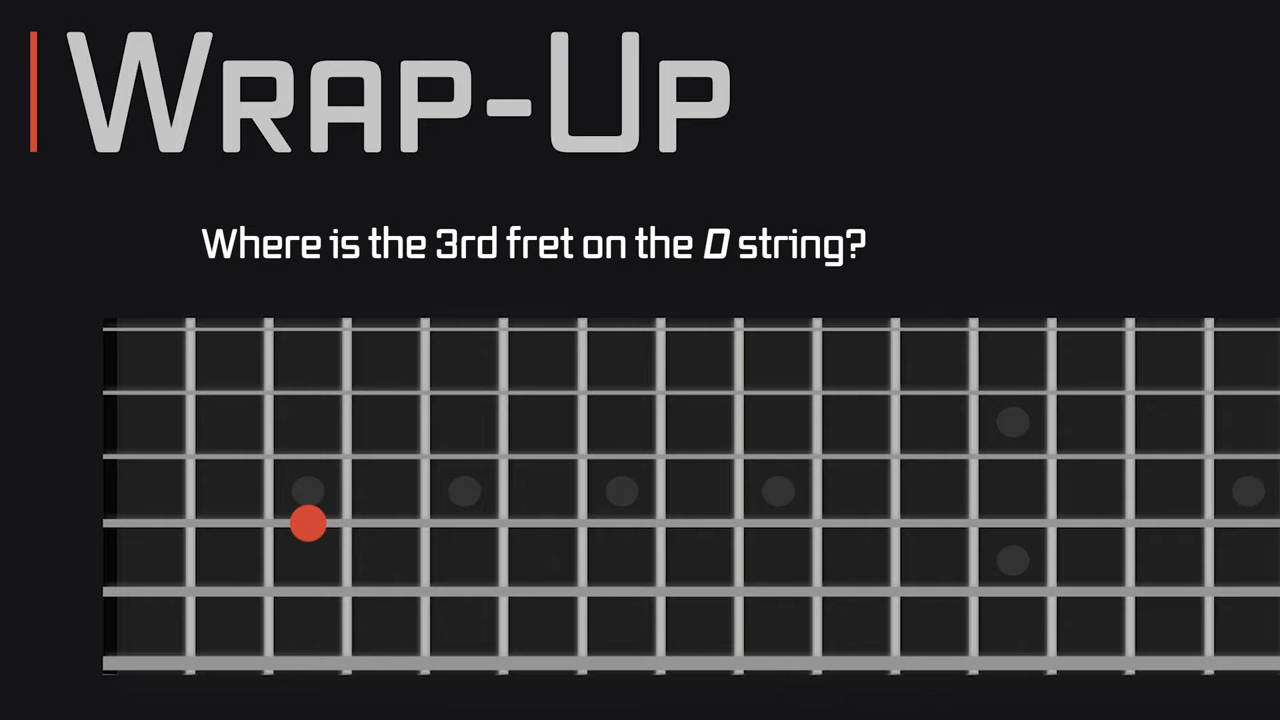 Wrap-Up
Where is the 3rd fret on the D string?